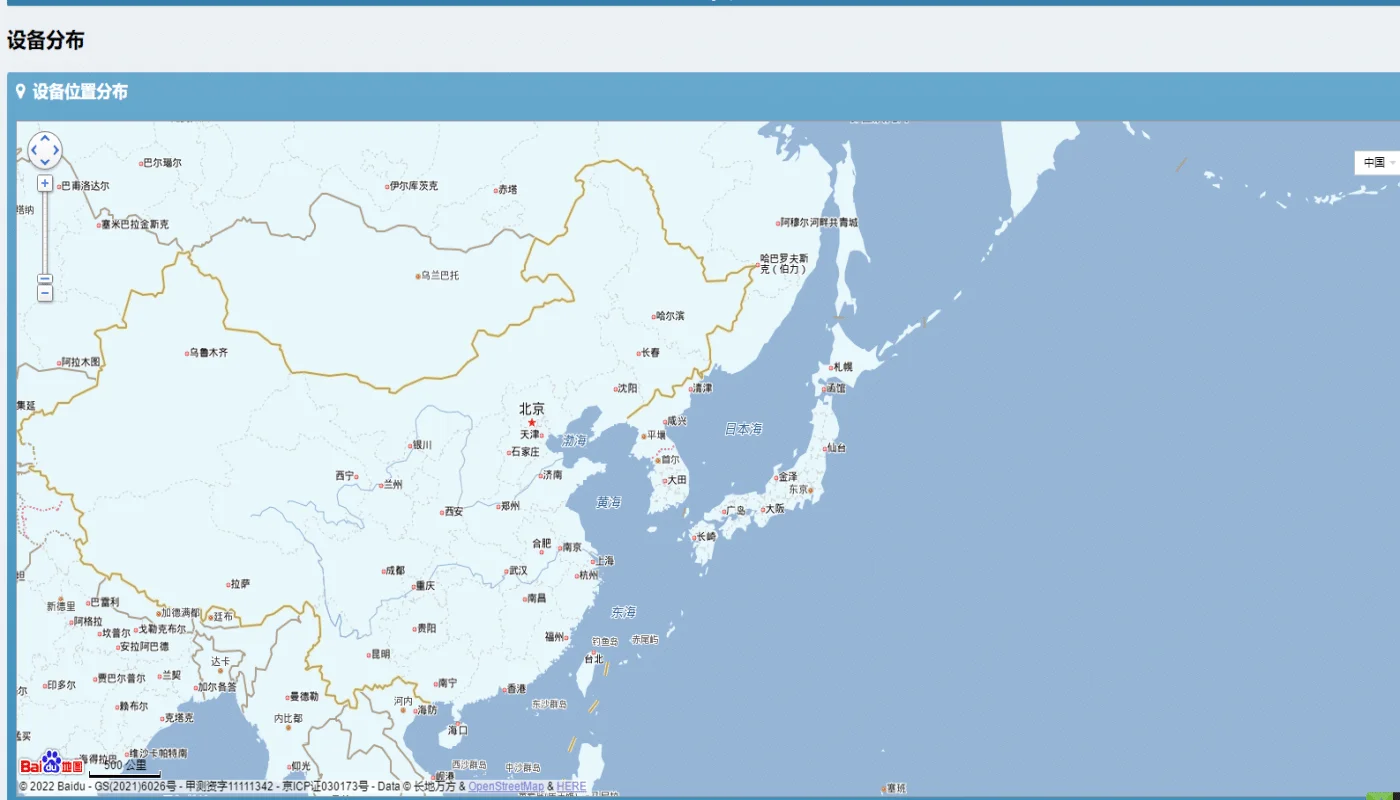 设备分布
设备位置分布
中国
巴尔瑙尔
巴甫洛达尔
伊尔库茨克
赤塔
塔纳
塞米巴拉金斯克
阿穆尔河畔共青城
哈巴罗夫斯
克（伯力）
乌兰巴托
哈尔滨
乌鲁木齐
长春
阿拉木图
札幌
沈阳
清津
函馆
集延
北京
咸兴
日本海
天津
平壤
渤海
银川
石家庄
仙台
首尔
西宁
济南
金泽
大田
兰州
东京
黄海
西安
郑州
广岛
大阪
长崎
合肥
南京
上海
成都
武汉
杭州
坦
拉萨
重庆
新德里
巴雷利
南昌
加德满都
廷布
东海
阿格拉
坎普尔
戈勒克布尔
贵阳
福州
钓鱼岛
赤尾屿
安拉阿巴德
昆明
台北
达卡
贾巴尔普尔
兰契
印多尔
加尔各答
南宁
香港
尔
曼德勒
河内
海防
东沙群岛
赖布尔
克塔克
内比都
海口
孟买
维沙卡帕特南
海得拉巴
仰光
西沙群岛
中沙群岛
岘港
Bai du 地图
500 公里
© 2022 Baidu - GS(2021)6026号 - 甲测资字11111342 - 京ICP证030173号 - Data © 长地万方 & OpenStreetMap & HERE
塞班